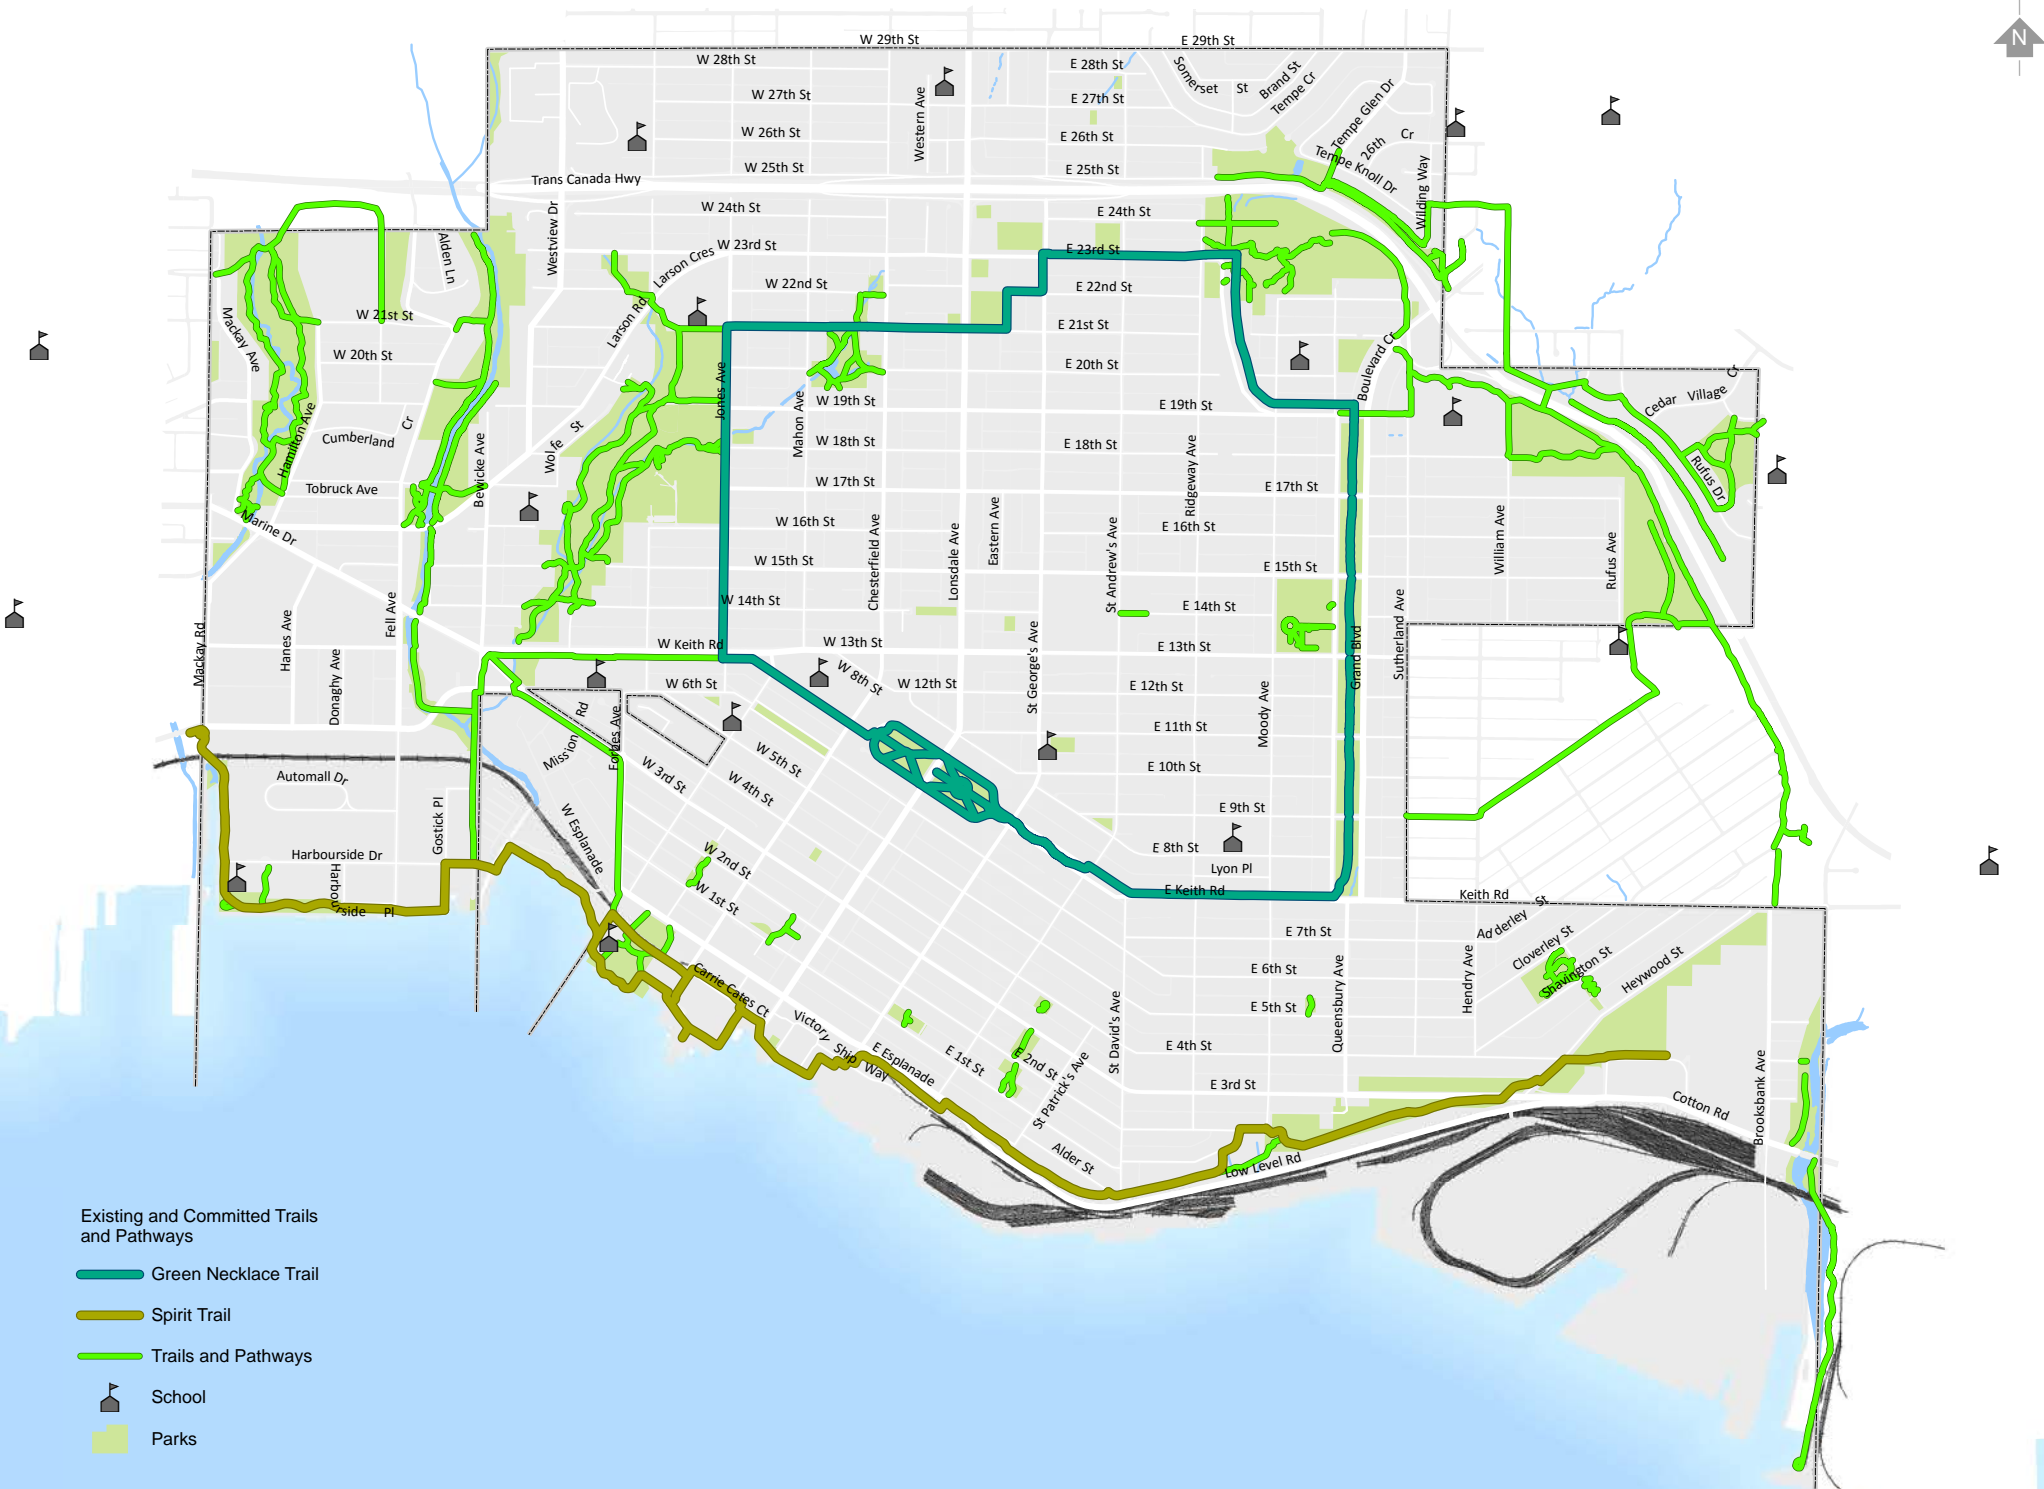 N
W 29th St
E 29th St
W 28th St
E 28th St
Somerset St
Brand St
Tempe Cr
W 27th St
E 27th St
Tempe Glen Dr
Western Ave
W 26th St
E 26th St
26th Cr
Tempe Knoll Dr
Wilding Way
W 25th St
E 25th St
Trans Canada Hwy
W 24th St
E 24th St
Westview Dr
Alden Ln
W 23rd St
E 23rd St
Larson Cres
W 22nd St
E 22nd St
Larson Rd
Mackay Ave
W 21st St
E 21st St
W 20th St
E 20th St
Boulevard Cr
Jones Ave
Cedar Village Cr
W 19th St
E 19th St
Mahon Ave
Hamilton Ave
Cumberland Cr
Wolfe St
W 18th St
E 18th St
Bewicke Ave
Ridgeway Ave
Rufus Dr
Tobruck Ave
W 17th St
E 17th St
Marine Dr
W 16th St
E 16th St
Chesterfield Ave
Lonsdale Ave
Eastern Ave
St Andrew's Ave
William Ave
Rufus Ave
W 15th St
E 15th St
W 14th St
E 14th St
Hanes Ave
Fell Ave
Mackay Rd
Donaghy Ave
W Keith Rd
W 13th St
E 13th St
St George's Ave
Grand Blvd
Sutherland Ave
W 8th St
W 6th St
W 12th St
E 12th St
Moody Ave
Mission Rd
Forbes Ave
E 11th St
W 5th St
W 3rd St
W 4th St
E 10th St
Automall Dr
Gostick Pl
W Esplanade
E 9th St
Harbourside Dr
Harbourside Pl
W 2nd St
E 8th St
Lyon Pl
W 1st St
E Keith Rd
Keith Rd
Adderley St
E 7th St
Cloverley St
Shavington St
Heywood St
Hendry Ave
Queensbury Ave
E 6th St
Carrie Cates Ct
E 5th St
St David's Ave
Victory Ship Way
E Esplanade
E 1st St
E 2nd St
St Patrick's Ave
E 4th St
E 3rd St
Cotton Rd
Brooksbank Ave
Alder St
Low Level Rd
Existing and Committed Trails
and Pathways
Green Necklace Trail
Spirit Trail
Trails and Pathways
School
Parks